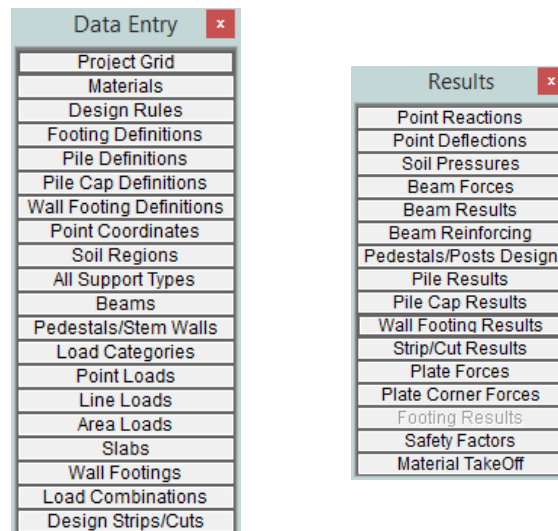 Data Entry
x
Project Grid
Materials
Design Rules
Footing Definitions
Pile Definitions
Pile Cap Definitions
Wall Footing Definitions
Point Coordinates
Soil Regions
All Support Types
Beams
Pedestals/Stem Walls
Load Categories
Point Loads
Line Loads
Area Loads
Slabs
Wall Footings
Load Combinations
Design Strips/Cuts
Results
x
Point Reactions
Point Deflections
Soil Pressures
Beam Forces
Beam Results
Beam Reinforcing
Pedestals/Posts Design
Pile Results
Pile Cap Results
Wall Footing Results
Strip/Cut Results
Plate Forces
Plate Corner Forces
Footing Results
Safety Factors
Material TakeOff